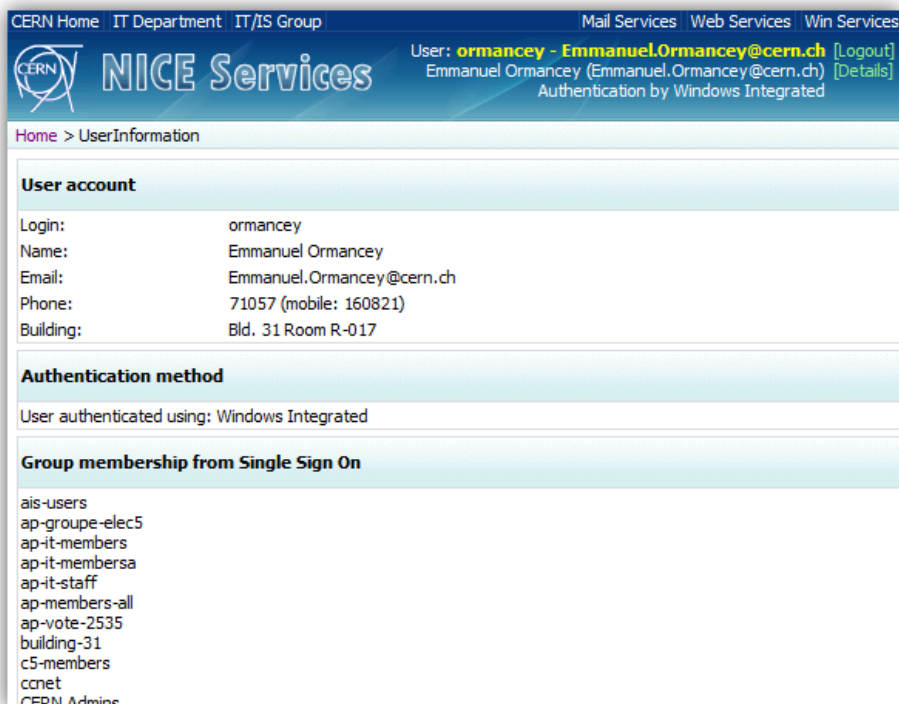 CERN Home IT Department IT/IS Group Mail Services Web Services Win Services
CERN NICE Services
User: ormancey - Emmanuel.Ormancey@cern.ch [Logout]
Emmanuel Ormancey (Emmanuel.Ormancey@cern.ch) [Details]
Authentication by Windows Integrated
Home > UserInformation
User account
Login: ormancey
Name: Emmanuel Ormancey
Email: Emmanuel.Ormancey@cern.ch
Phone: 71057 (mobile: 160821)
Building: Bld. 31 Room R-017
Authentication method
User authenticated using: Windows Integrated
Group membership from Single Sign On
ais-users
ap-groupe-elec5
ap-it-members
ap-it-membersa
ap-it-staff
ap-members-all
ap-vote-2535
building-31
c5-members
ccnet
CERN Admins